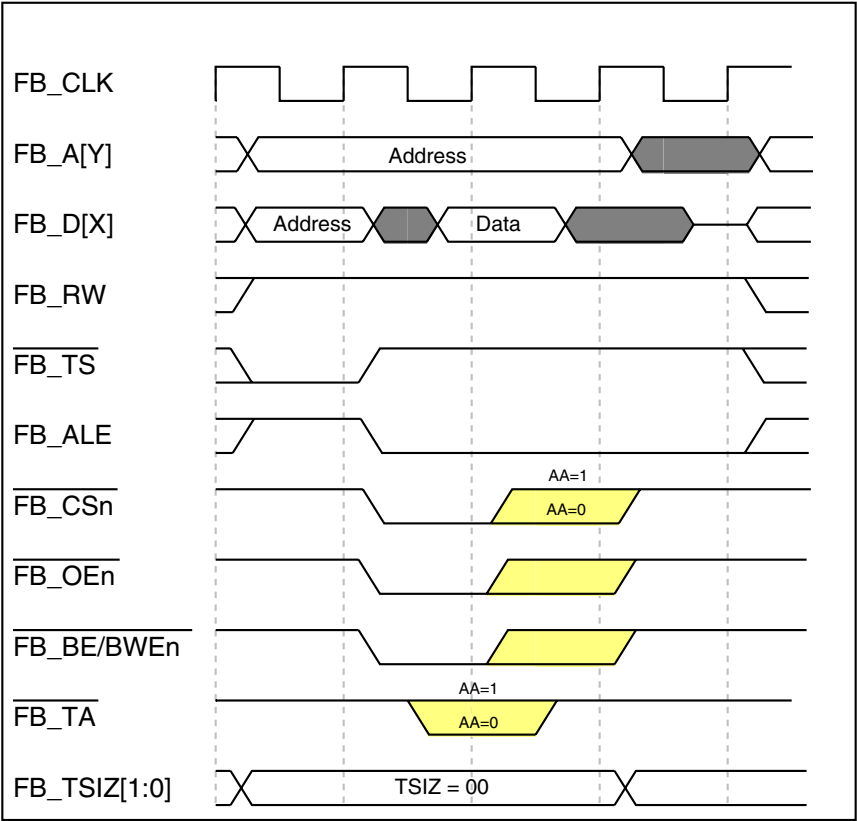 FB_CLK
FB_A[Y]
Address
FB_D[X]
Address
Data
FB_RW
FB_TS
FB_ALE
AA=1
FB_CSn
AA=0
FB_OEn
FB_BE/BWEn
AA=1
FB_TA
AA=0
FB_TSIZ[1:0]
TSIZ = 00